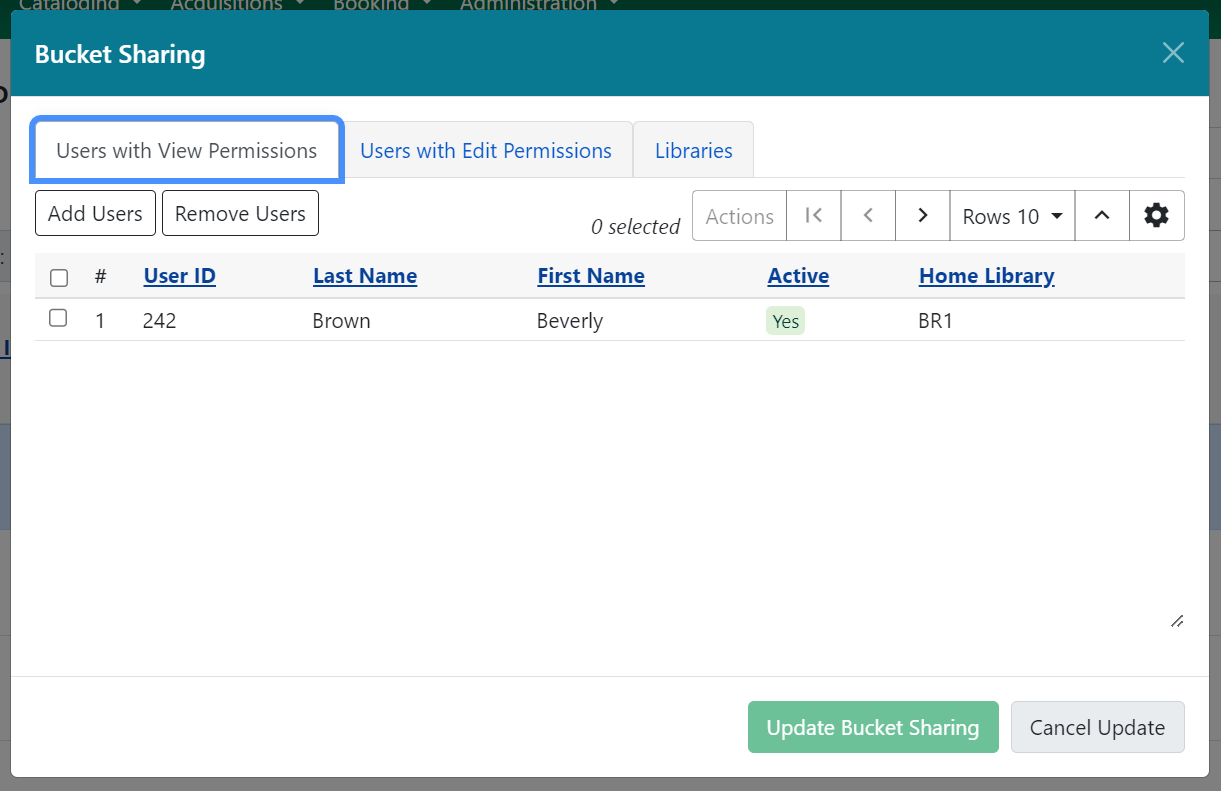 Cataloging Acquisitions Booking Administration
Bucket Sharing
Users with View Permissions Users with Edit Permissions Libraries
Add Users Remove Users 0 selected Actions Rows 10
# User ID Last Name First Name Active Home Library
1 242 Brown Beverly Yes BR1
Update Bucket Sharing Cancel Update